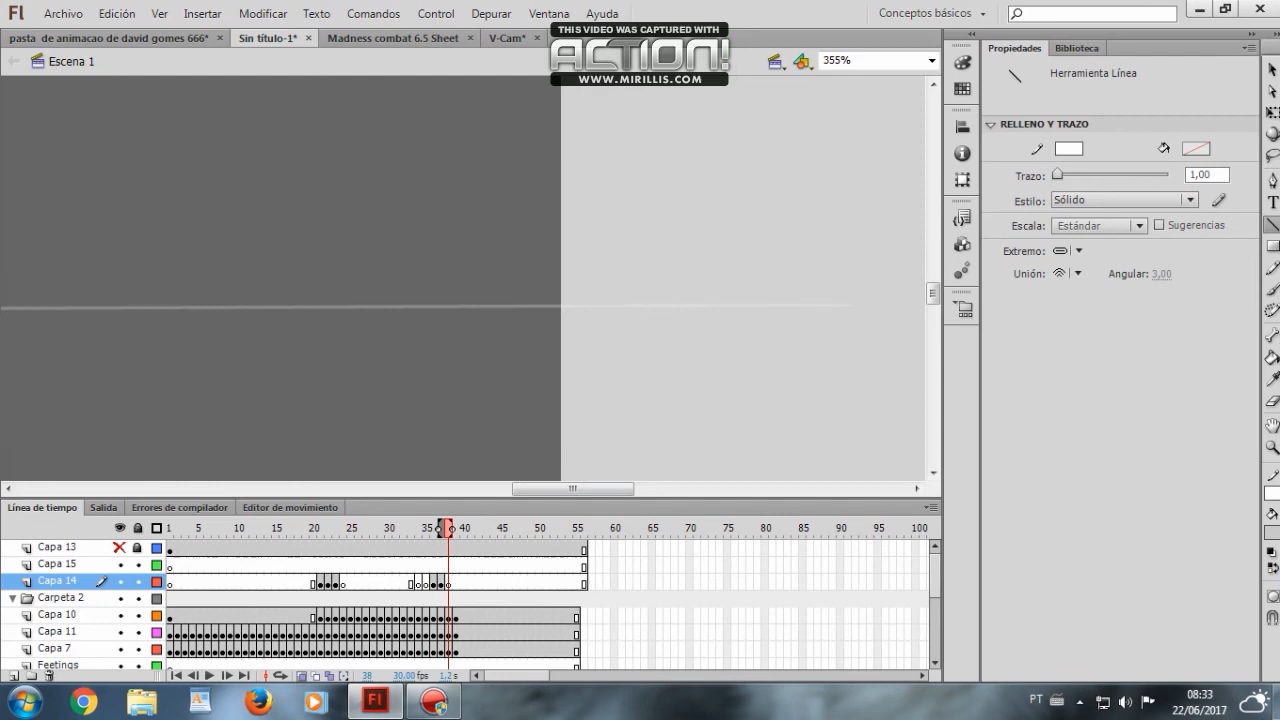 Fl Archivo Edición Ver Insertar Modificar Texto Comandos Control Depurar Ventana Ayuda Conceptos básicos
THIS VIDEO WAS CAPTURED WITH
ACTION!
WWW.MIRILLIS.COM
pasta de animacao de david gomes 666* Sin título-1* Madness combat 6.5 Sheet V-Cam*
Escena 1 355%
Propiedades Biblioteca
Herramienta Línea
RELLENO Y TRAZO
Trazo: 1,00
Estilo: Sólido
Escala: Estándar Sugerencias
Extremo:
Unión: Angular: 3,00
Línea de tiempo Salida Errores de compilador Editor de movimiento
1 5 10 15 20 25 30 35 40 45 50 55 60 65 70 75 80 85 90 95 100
Capa 13
Capa 15
Capa 14
Carpeta 2
Capa 10
Capa 11
Capa 7
Feetings
38 30,00 fps 1,2 s
Fl PT 08:33
22/06/2017